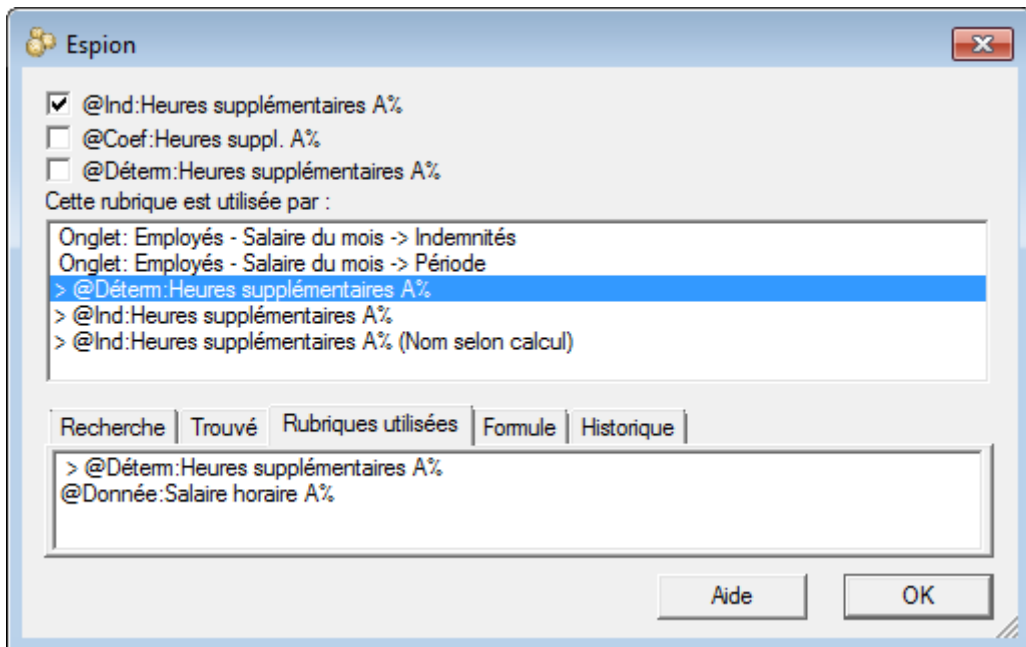 Espion
@Ind:Heures supplémentaires A%
@Coef:Heures suppl. A%
@Déterm:Heures supplémentaires A%
Cette rubrique est utilisée par :
Onglet: Employés - Salaire du mois -> Indemnités
Onglet: Employés - Salaire du mois -> Période
> @Déterm:Heures supplémentaires A%
> @Ind:Heures supplémentaires A%
> @Ind:Heures supplémentaires A% (Nom selon calcul)
Recherche Trouvé Rubriques utilisées Formule Historique
> @Déterm:Heures supplémentaires A%
@Donnée:Salaire horaire A%
Aide OK